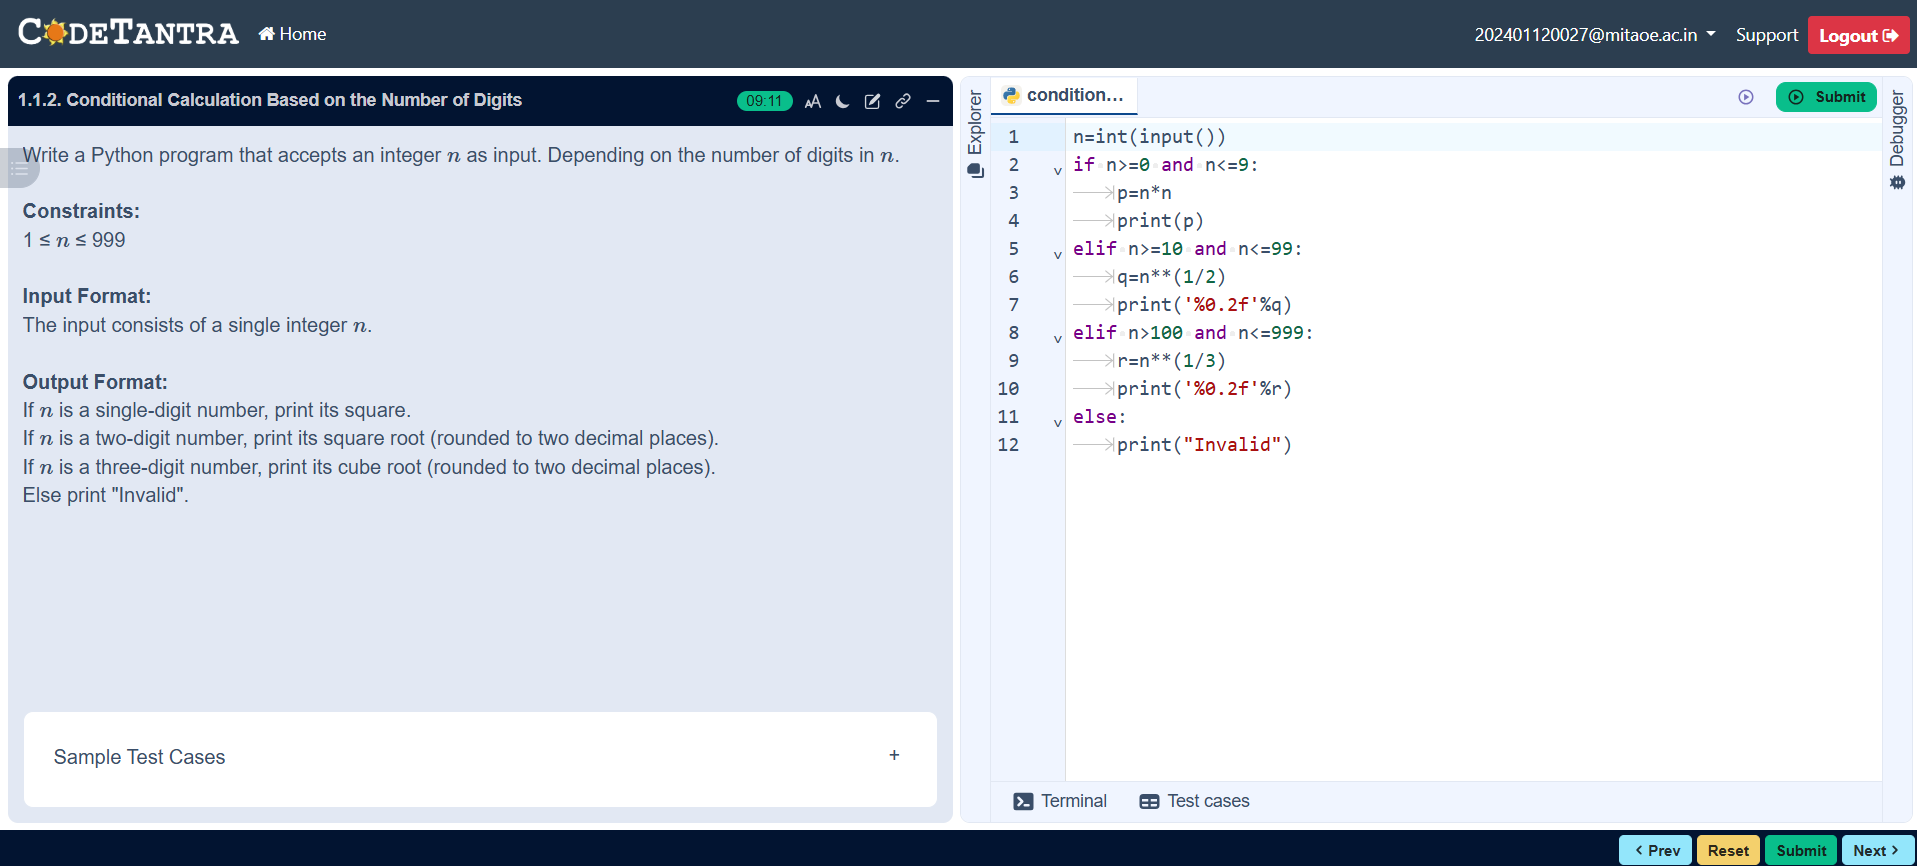 CODETANTRA Home 202401120027@mitaoe.ac.in Support Logout
1.1.2. Conditional Calculation Based on the Number of Digits 09:11 AA
Write a Python program that accepts an integer n as input. Depending on the number of digits in n.
Constraints:
1 ≤ n ≤ 999
Input Format:
The input consists of a single integer n.
Output Format:
If n is a single-digit number, print its square.
If n is a two-digit number, print its square root (rounded to two decimal places).
If n is a three-digit number, print its cube root (rounded to two decimal places).
Else print "Invalid".
Sample Test Cases +
Explorer
condition... Submit
Debugger
1 n=int(input())
2 if n>=0 and n<=9:
3 p=n*n
4 print(p)
5 elif n>=10 and n<=99:
6 q=n**(1/2)
7 print('%0.2f'%q)
8 elif n>100 and n<=999:
9 r=n**(1/3)
10 print('%0.2f'%r)
11 else:
12 print("Invalid")
Terminal Test cases
< Prev Reset Submit Next >